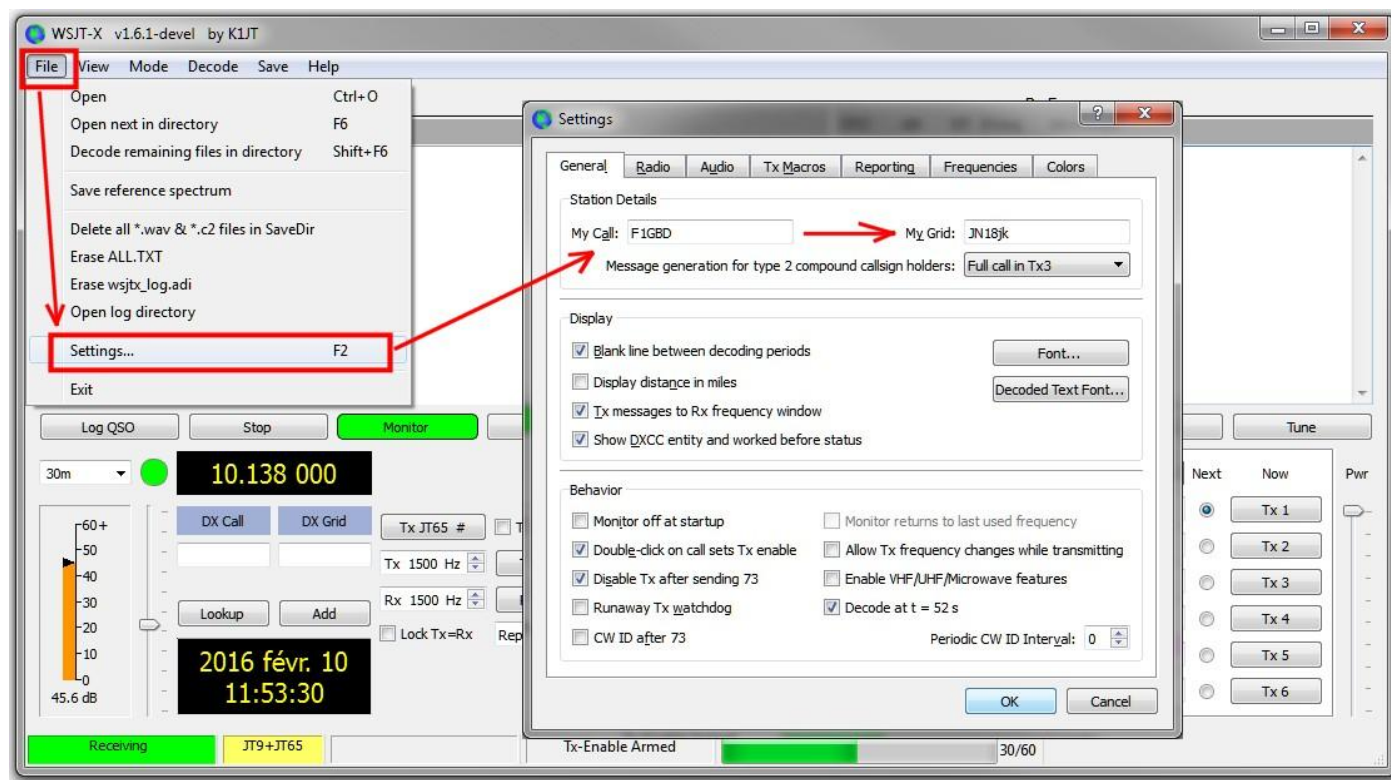 WSJT-X v1.6.1-devel by K1JT
File View Mode Decode Save Help
Open Ctrl+O
Open next in directory F6
Decode remaining files in directory Shift+F6
Save reference spectrum
Delete all *.wav & *.c2 files in SaveDir
Erase ALL.TXT
Erase wsjtx_log.adi
Open log directory
Settings... F2
Exit
Settings
General Radio Audio Tx Macros Reporting Frequencies Colors
Station Details
My Call: F1GBD My Grid: JN18jk
Message generation for type 2 compound callsign holders: Full call in Tx3
Display
Blank line between decoding periods Font...
Display distance in miles Decoded Text Font...
Tx messages to Rx frequency window
Show DXCC entity and worked before status
Behavior
Monitor off at startup Monitor returns to last used frequency
Double-click on call sets Tx enable Allow Tx frequency changes while transmitting
Disable Tx after sending 73 Enable VHF/UHF/Microwave features
Runaway Tx watchdog Decode at t = 52 s
CW ID after 73 Periodic CW ID Interval: 0
OK Cancel
Log QSO Stop Monitor Tune
30m 10.138 000 Next Now Pwr
DX Call DX Grid Tx JT65 # Tx 1
Tx 1500 Hz Tx 2
Rx 1500 Hz Tx 3
Lookup Add Lock Tx=Rx Rep Tx 4
2016 févr. 10 Tx 5
11:53:30 Tx 6
60+
50
40
30
20
10
0
45.6 dB
Receiving JT9+JT65 Tx-Enable Armed 30/60